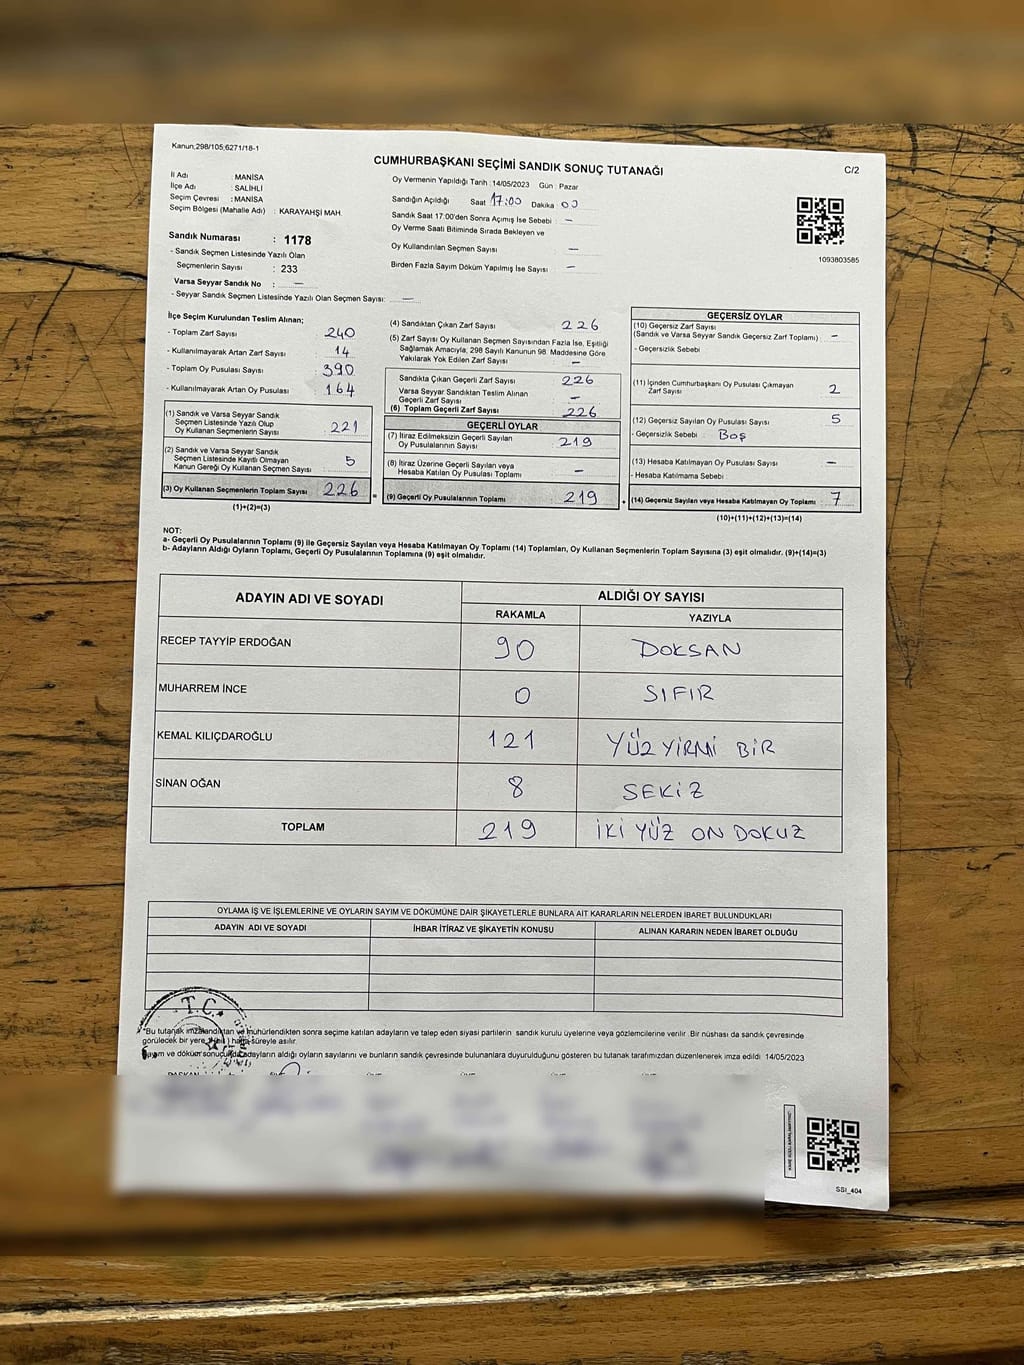 Kanun;298/105;6271/18-1
CUMHURBAŞKANI SEÇİMİ SANDIK SONUÇ TUTANAĞI
C/2
İl Adı : MANİSA
İlçe Adı : SALİHLİ
Seçim Çevresi : MANİSA
Seçim Bölgesi (Mahalle Adı) : KARAYAHŞİ MAH.
Sandık Numarası : 1178
- Sandık Seçmen Listesinde Yazılı Olan
Seçmenlerin Sayısı : 233
Varsa Seyyar Sandık No : —
- Seyyar Sandık Seçmen Listesinde Yazılı Olan Seçmen Sayısı: —
Oy Vermenin Yapıldığı Tarih :14/05/2023 Gün : Pazar
Sandığın Açıldığı Saat 17:00 Dakika 00
Sandık Saat 17:00'den Sonra Açımış İse Sebebi : —
Oy Verme Saati Bitiminde Sırada Bekleyen ve
Oy Kullandırılan Seçmen Sayısı —
Birden Fazla Sayım Döküm Yapılmış İse Sayısı : —
1093803585
İlçe Seçim Kurulundan Teslim Alınan;
- Toplam Zarf Sayısı 240
- Kullanılmayarak Artan Zarf Sayısı 14
- Toplam Oy Pusulası Sayısı 390
- Kullanılmayarak Artan Oy Pusulası 164
(1) Sandık ve Varsa Seyyar Sandık
Seçmen Listesinde Yazılı Olup
Oy Kullanan Seçmenlerin Sayısı 221
(2) Sandık ve Varsa Seyyar Sandık
Seçmen Listesinde Kayıtlı Olmayan
Kanun Gereği Oy Kullanan Seçmen Sayısı 5
(3) Oy Kullanan Seçmenlerin Toplam Sayısı 226
(1)+(2)=(3)
(4) Sandıktan Çıkan Zarf Sayısı 226
(5) Zarf Sayısı Oy Kullanan Seçmen Sayısından Fazla İse, Eşitliği
Sağlamak Amacıyla, 298 Sayılı Kanunun 98. Maddesine Göre
Yakılarak Yok Edilen Zarf Sayısı —
Sandıkta Çıkan Geçerli Zarf Sayısı 226
Varsa Seyyar Sandıktan Teslim Alınan
Geçerli Zarf Sayısı —
(6) Toplam Geçerli Zarf Sayısı 226
GEÇERLİ OYLAR
(7) İtiraz Edilmeksizin Geçerli Sayılan
Oy Pusulalarının Sayısı 219
(8) İtiraz Üzerine Geçerli Sayılan veya
Hesaba Katılan Oy Pusulası Toplamı —
= (9) Geçerli Oy Pusulalarının Toplamı 219
GEÇERSİZ OYLAR
(10) Geçersiz Zarf Sayısı
(Sandık ve Varsa Seyyar Sandık Geçersiz Zarf Toplamı) —
- Geçersizlik Sebebi
(11) İçinden Cumhurbaşkanı Oy Pusulası Çıkmayan
Zarf Sayısı 2
(12) Geçersiz Sayılan Oy Pusulası Sayısı 5
- Geçersizlik Sebebi : Boş
(13) Hesaba Katılmayan Oy Pusulası Sayısı —
- Hesaba Katılmama Sebebi
+ (14) Geçersiz Sayılan veya Hesaba Katılmayan Oy Toplamı 7
(10)+(11)+(12)+(13)=(14)
NOT:
a- Geçerli Oy Pusulalarının Toplamı (9) ile Geçersiz Sayılan veya Hesaba Katılmayan Oy Toplamı (14) Toplamları, Oy Kullanan Seçmenlerin Toplam Sayısına (3) eşit olmalıdır. (9)+(14)=(3)
b- Adayların Aldığı Oyların Toplamı, Geçerli Oy Pusulalarının Toplamına (9) eşit olmalıdır.
ADAYIN ADI VE SOYADI ALDIĞI OY SAYISI
RAKAMLA YAZIYLA
RECEP TAYYİP ERDOĞAN 90 DOKSAN
MUHARREM İNCE 0 SIFIR
KEMAL KILIÇDAROĞLU 121 YÜZ YİRMİ BİR
SİNAN OĞAN 8 SEKİZ
TOPLAM 219 İKİ YÜZ ON DOKUZ
OYLAMA İŞ VE İŞLEMLERİNE VE OYLARIN SAYIM VE DÖKÜMÜNE DAİR ŞİKAYETLERLE BUNLARA AİT KARARLARIN NELERDEN İBARET BULUNDUKLARI
ADAYIN ADI VE SOYADI İHBAR İTİRAZ VE ŞİKAYETİN KONUSU ALINAN KARARIN NEDEN İBARET OLDUĞU
T.C.
"Bu tutanak imzalandıktan ve mühürlendikten sonra seçime katılan adayların ve talep eden siyasi partilerin sandık kurulu üyelerine veya gözlemcilerine verilir. Bir nüshası da sandık çevresinde
görülecek bir yere hafta süreyle asılır.
Sayım ve döküm sonucunda adayların aldığı oyların sayılarını ve bunların sandık çevresinde bulunanlara duyurulduğunu gösteren bu tutanak tarafımızdan düzenlenerek imza edildi 14/05/2023
BAŞKAN
SSI_404